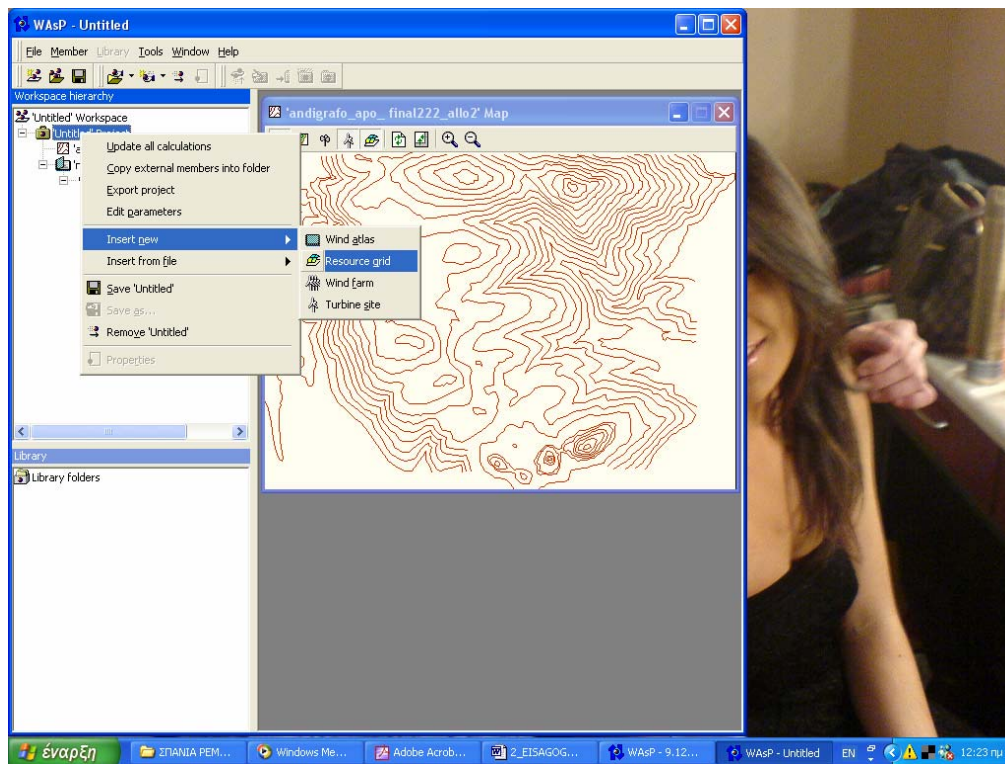 WAsP - Untitled
File Member Library Tools Window Help
Workspace hierarchy
'Untitled' Workspace
'Untitled' Project
Update all calculations
Copy external members into folder
Export project
Edit parameters
Insert new
Insert from file
Save 'Untitled'
Save as...
Remove 'Untitled'
Properties
Wind atlas
Resource grid
Wind farm
Turbine site
'andigrafo_apo_ final222_allo2' Map
Library
Library folders
έναρξη
ΣΠΑΝΙΑ ΡΕΜ...
Windows Me...
Adobe Acrob...
2_EISAGOG...
WAsP - 9.12...
WAsP - Untitled
EN
12:23 πμ